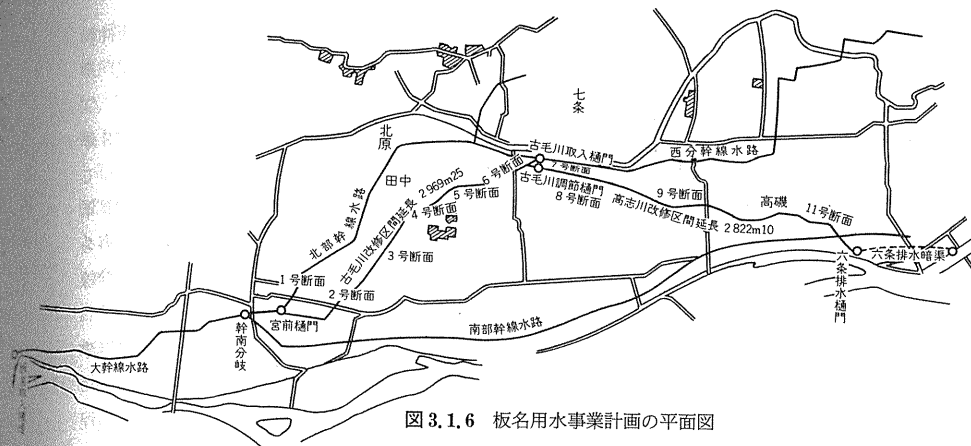 七条
北原
古毛川取入樋門
西分幹線水路
7号断面
田中
6号断面
古毛川調節樋門
5号断面
8号断面
9号断面
高磯
11号断面
4号断面
高志川改修区間延長 2822m10
北部幹線水路
古毛川改修区間延長 2969m25
3号断面
六条排水暗渠
六条排水樋門
1号断面
2号断面
宮前樋門
南部幹線水路
幹南分岐
大幹線水路
図3.1.6 板名用水事業計画の平面図